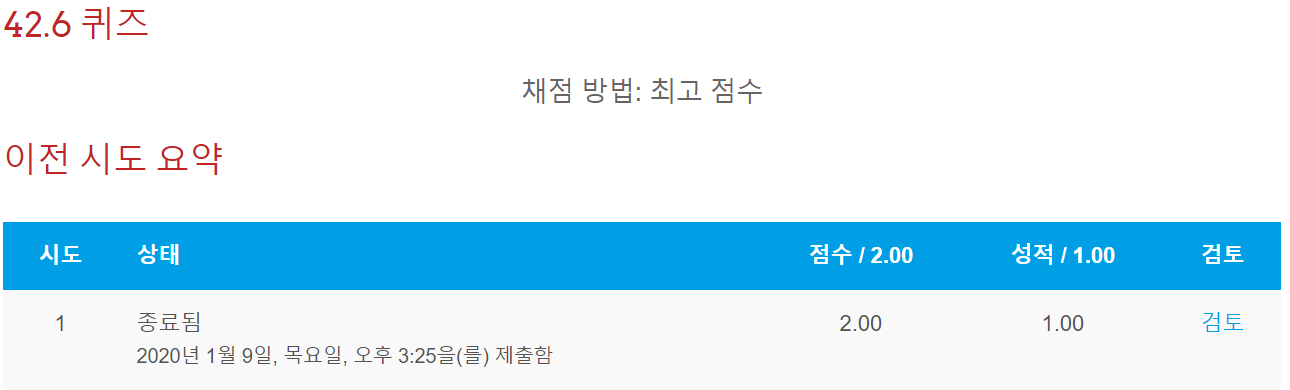 42.6 퀴즈
채점 방법: 최고 점수
이전 시도 요약
시도 상태 점수 / 2.00 성적 / 1.00 검토
1 종료됨 2.00 1.00 검토
2020년 1월 9일, 목요일, 오후 3:25을(를) 제출함